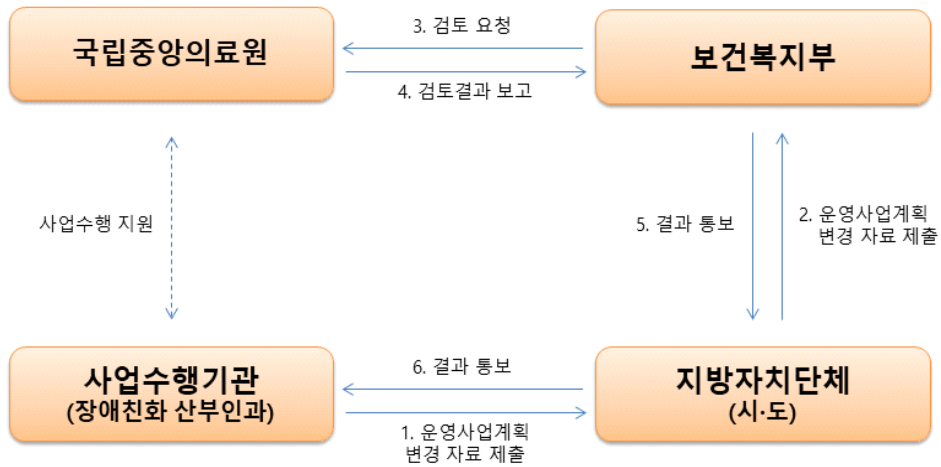 3. 검토 요청
국립중앙의료원
보건복지부
4. 검토결과 보고
사업수행 지원
5. 결과 통보
2. 운영사업계획
변경 자료 제출
6. 결과 통보
사업수행기관
(장애친화 산부인과)
지방자치단체
(시·도)
1. 운영사업계획
변경 자료 제출